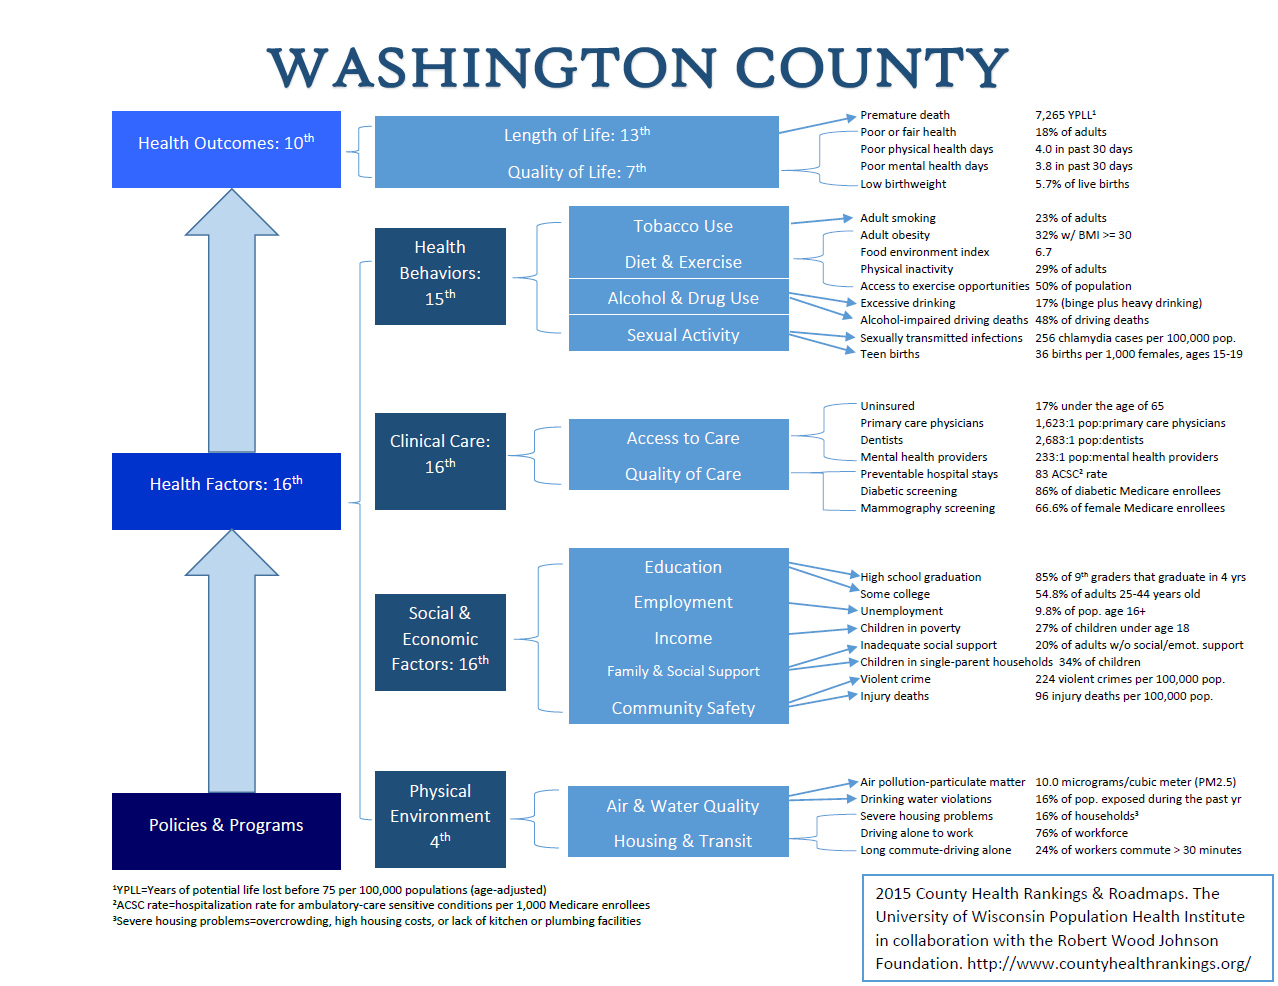 WASHINGTON COUNTY
Health Outcomes: 10th
Length of Life: 13th
Quality of Life: 7th
Premature death 7,265 YPLL¹
Poor or fair health 18% of adults
Poor physical health days 4.0 in past 30 days
Poor mental health days 3.8 in past 30 days
Low birthweight 5.7% of live births
Health Factors: 16th
Health
Behaviors:
15th
Tobacco Use
Diet & Exercise
Alcohol & Drug Use
Sexual Activity
Adult smoking 23% of adults
Adult obesity 32% w/ BMI >= 30
Food environment index 6.7
Physical inactivity 29% of adults
Access to exercise opportunities 50% of population
Excessive drinking 17% (binge plus heavy drinking)
Alcohol-impaired driving deaths 48% of driving deaths
Sexually transmitted infections 256 chlamydia cases per 100,000 pop.
Teen births 36 births per 1,000 females, ages 15-19
Clinical Care:
16th
Access to Care
Quality of Care
Uninsured 17% under the age of 65
Primary care physicians 1,623:1 pop:primary care physicians
Dentists 2,683:1 pop:dentists
Mental health providers 233:1 pop:mental health providers
Preventable hospital stays 83 ACSC² rate
Diabetic screening 86% of diabetic Medicare enrollees
Mammography screening 66.6% of female Medicare enrollees
Social &
Economic
Factors: 16th
Education
Employment
Income
Family & Social Support
Community Safety
High school graduation 85% of 9th graders that graduate in 4 yrs
Some college 54.8% of adults 25-44 years old
Unemployment 9.8% of pop. age 16+
Children in poverty 27% of children under age 18
Inadequate social support 20% of adults w/o social/emot. support
Children in single-parent households 34% of children
Violent crime 224 violent crimes per 100,000 pop.
Injury deaths 96 injury deaths per 100,000 pop.
Policies & Programs
Physical
Environment
4th
Air & Water Quality
Housing & Transit
Air pollution-particulate matter 10.0 micrograms/cubic meter (PM2.5)
Drinking water violations 16% of pop. exposed during the past yr
Severe housing problems 16% of households³
Driving alone to work 76% of workforce
Long commute-driving alone 24% of workers commute > 30 minutes
¹YPLL=Years of potential life lost before 75 per 100,000 populations (age-adjusted)
²ACSC rate=hospitalization rate for ambulatory-care sensitive conditions per 1,000 Medicare enrollees
³Severe housing problems=overcrowding, high housing costs, or lack of kitchen or plumbing facilities
2015 County Health Rankings & Roadmaps. The
University of Wisconsin Population Health Institute
in collaboration with the Robert Wood Johnson
Foundation. http://www.countyhealthrankings.org/